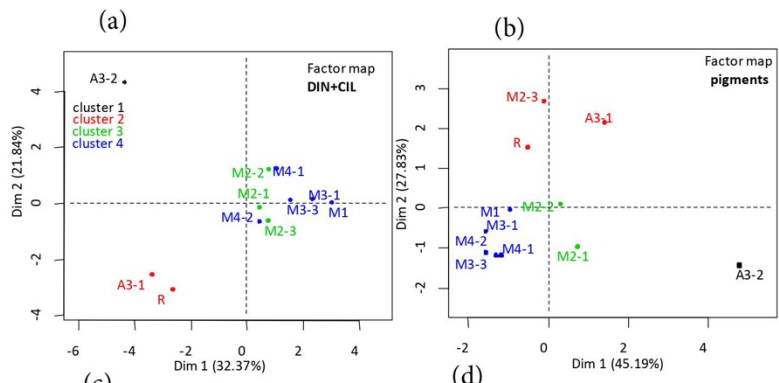 (a)
Factor map
DIN+CIL
A3-2
cluster 1
cluster 2
cluster 3
cluster 4
M2-2 M4-1
M2-1 M3-1
M3-3 M1
M4-2
M2-3
A3-1
R
4
2
0
-2
-4
Dim 2 (21.84%)
-6 -4 -2 0 2 4
Dim 1 (32.37%)
(b)
Factor map
pigments
M2-3
A3-1
R
M2-2
M1
M3-1
M4-2 M4-1
M3-3
M2-1
A3-2
3
2
1
0
-1
-2
Dim 2 (27.83%)
-2 0 2 4
Dim 1 (45.19%)
(d)